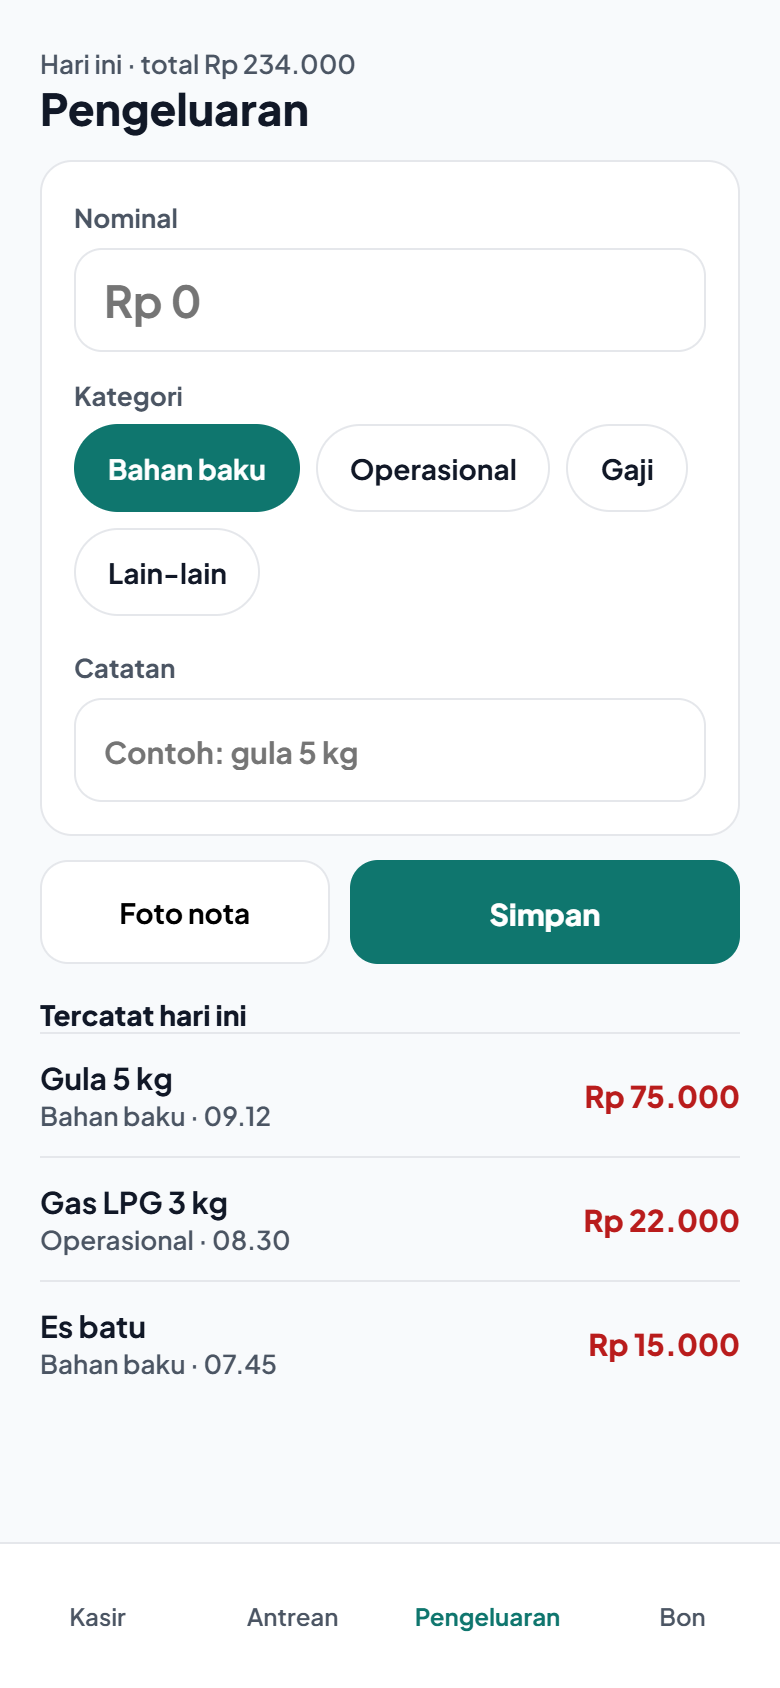 Hari ini · total Rp 234.000
Pengeluaran
Nominal
Rp 0
Kategori
Bahan baku
Operasional
Gaji
Lain-lain
Catatan
Contoh: gula 5 kg
Foto nota
Simpan
Tercatat hari ini
Gula 5 kg
Bahan baku · 09.12
Rp 75.000
Gas LPG 3 kg
Operasional · 08.30
Rp 22.000
Es batu
Bahan baku · 07.45
Rp 15.000
Kasir
Antrean
Pengeluaran
Bon